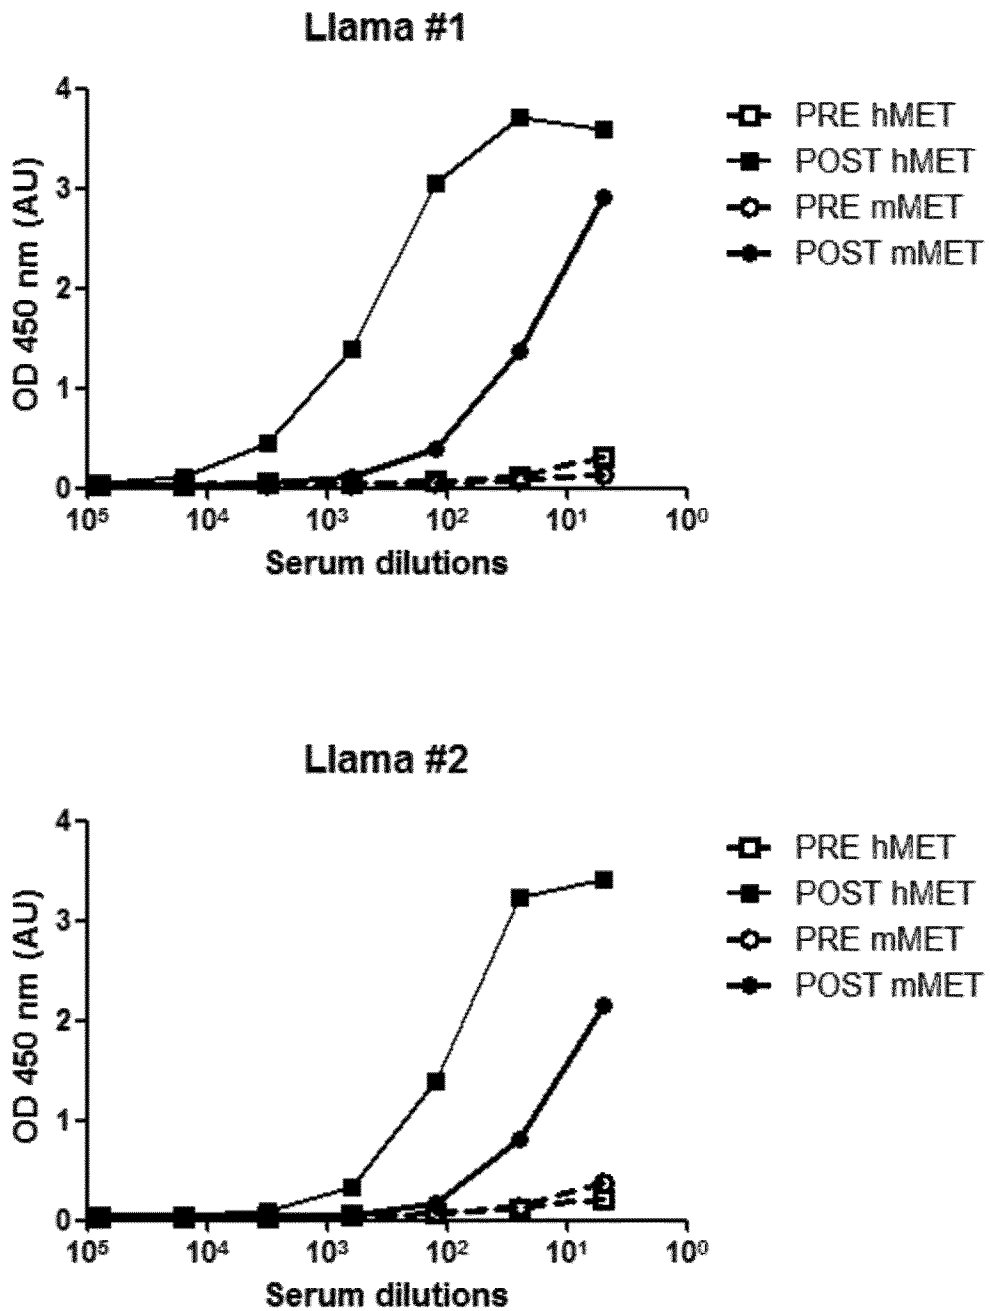 Llama #1
4
3
2
1
0
OD 450 nm (AU)
10⁵ 10⁴ 10³ 10² 10¹ 10⁰
Serum dilutions
PRE hMET
POST hMET
PRE mMET
POST mMET
Llama #2
4
3
2
1
0
OD 450 nm (AU)
10⁵ 10⁴ 10³ 10² 10¹ 10⁰
Serum dilutions
PRE hMET
POST hMET
PRE mMET
POST mMET